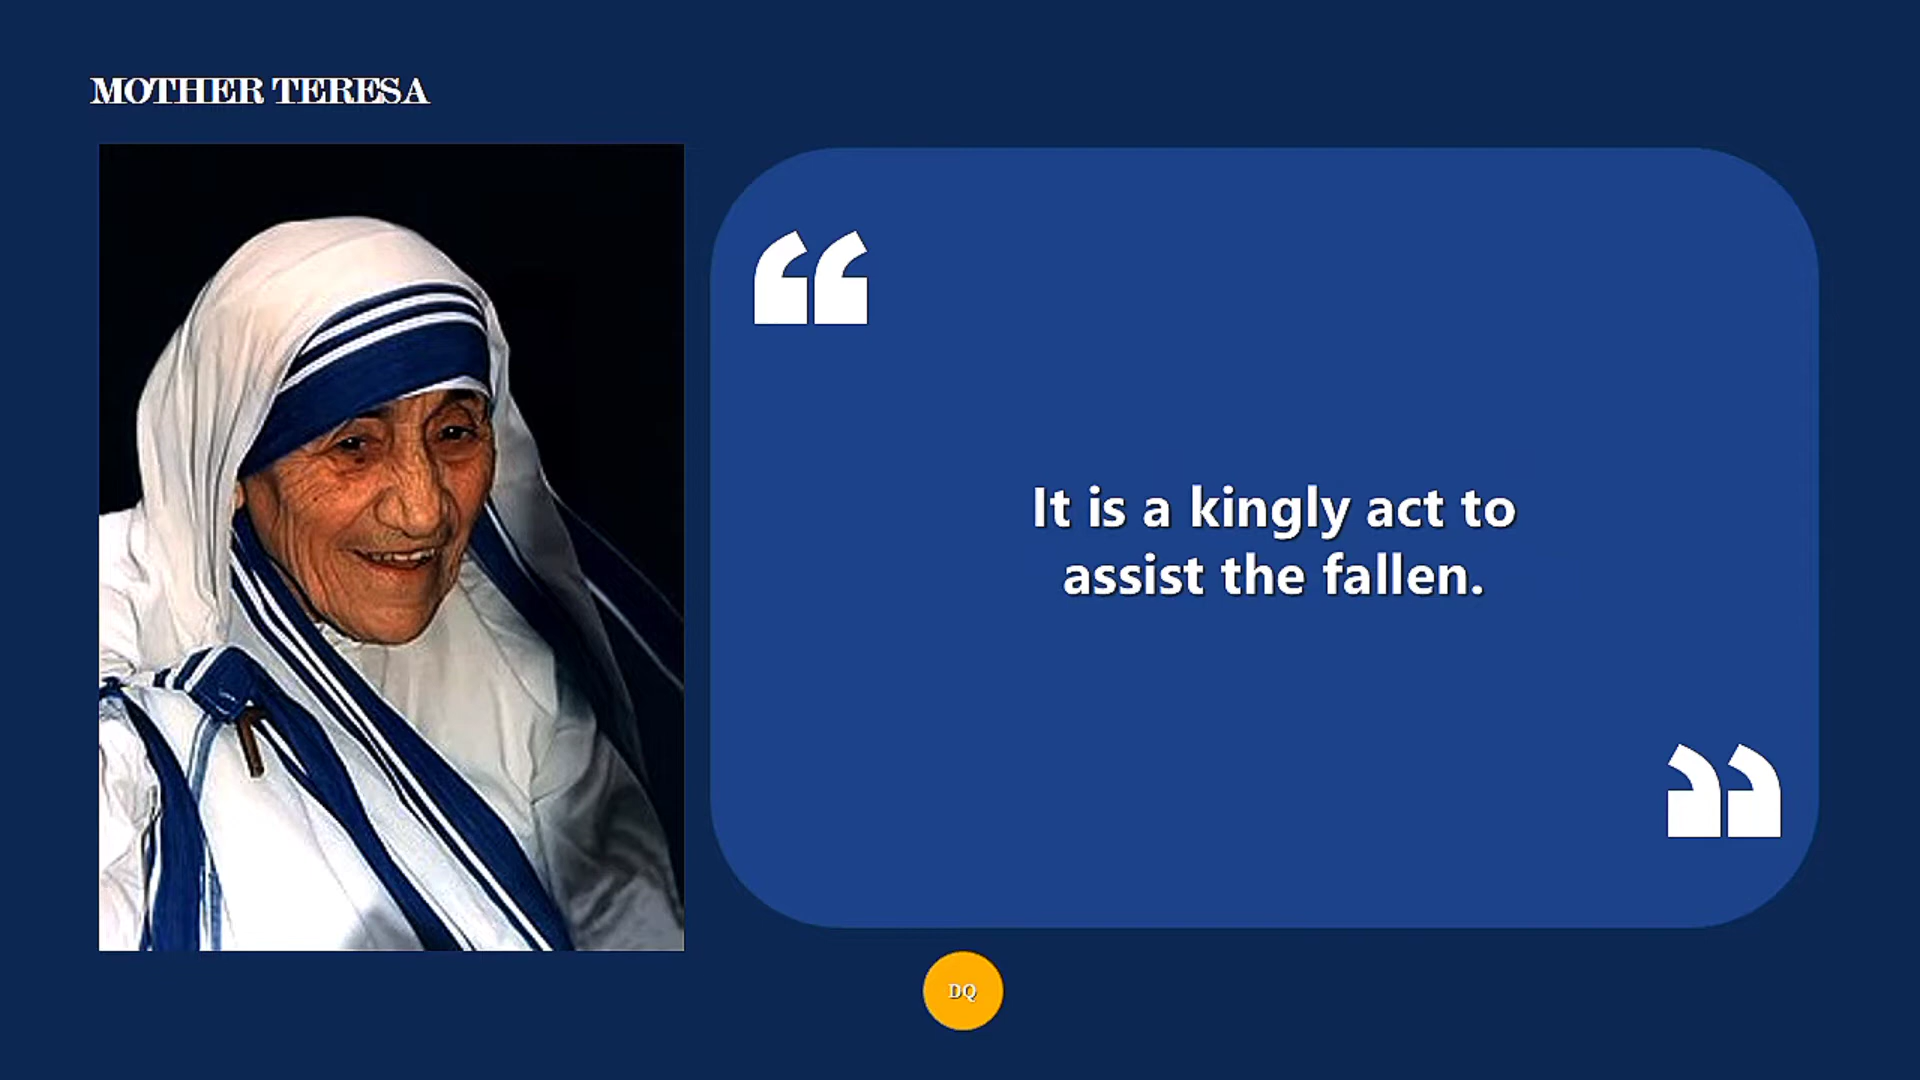 MOTHER TERESA
It is a kingly act to
assist the fallen.
DQ